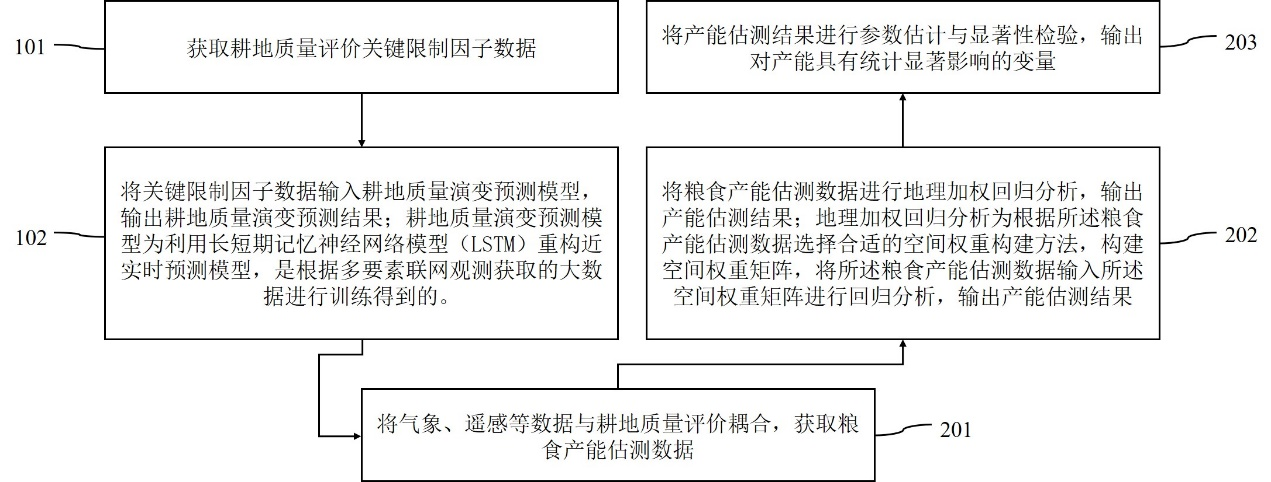 101
获取耕地质量评价关键限制因子数据
102
将关键限制因子数据输入耕地质量演变预测模型，
输出耕地质量演变预测结果；耕地质量演变预测模
型为利用长短期记忆神经网络模型（LSTM）重构近
实时预测模型，是根据多要素联网观测获取的大数
据进行训练得到的。
将气象、遥感等数据与耕地质量评价耦合，获取粮
食产能估测数据
201
将粮食产能估测数据进行地理加权回归分析，输出
产能估测结果；地理加权回归分析为根据所述粮食
产能估测数据选择合适的空间权重构建方法，构建
空间权重矩阵，将所述粮食产能估测数据输入所述
空间权重矩阵进行回归分析，输出产能估测结果
202
将产能估测结果进行参数估计与显著性检验，输出
对产能具有统计显著影响的变量
203